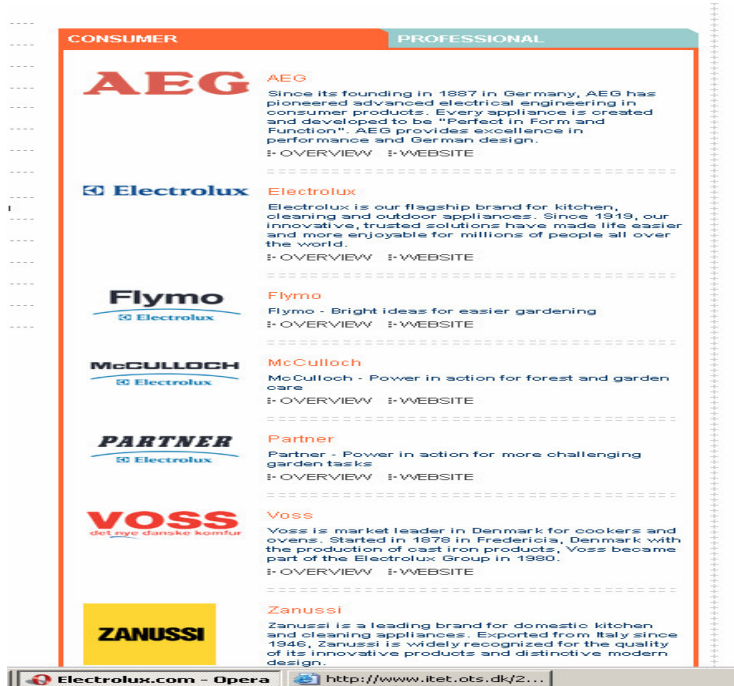 CONSUMER PROFESSIONAL
AEG
AEG
Since its founding in 1887 in Germany, AEG has
pioneered advanced electrical engineering in
consumer products. Every appliance is created
and developed to be "Perfect in Form and
Function". AEG provides excellence in
performance and German design.
OVERVIEW WEBSITE
Electrolux
Electrolux
Electrolux is our flagship brand for kitchen,
cleaning and outdoor appliances. Since 1919, our
innovative, trusted solutions have made life easier
and more enjoyable for millions of people all over
the world.
OVERVIEW WEBSITE
Flymo
Electrolux
Flymo
Flymo - Bright ideas for easier gardening
OVERVIEW WEBSITE
McCULLOCH
Electrolux
McCulloch
McCulloch - Power in action for forest and garden
care
OVERVIEW WEBSITE
PARTNER
Electrolux
Partner
Partner - Power in action for more challenging
garden tasks
OVERVIEW WEBSITE
VOSS
det nye danske komfur
Voss
Voss is market leader in Denmark for cookers and
ovens. Started in 1878 in Fredericia, Denmark with
the production of cast iron products, Voss became
part of the Electrolux Group in 1980.
OVERVIEW WEBSITE
ZANUSSI
Zanussi
Zanussi is a leading brand for domestic kitchen
and cleaning appliances. Exported from Italy since
1946, Zanussi is widely recognized for the quality
of its innovative products and distinctive modern
design.
Electrolux.com - Opera http://www.itet.ots.dk/2...